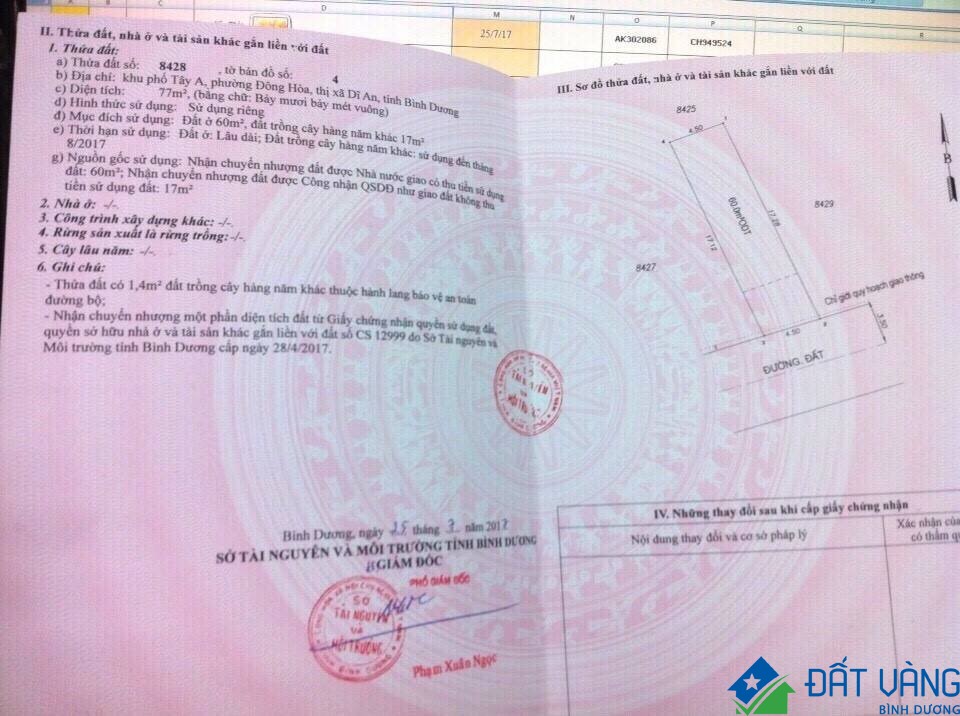 D
M
N
O
P
Q
R
25/7/17
AK302086
CH949524
II. Thửa đất, nhà ở và tài sản khác gắn liền với đất
1. Thửa đất:
a) Thửa đất số: 8428 , tờ bản đồ số: 4
b) Địa chỉ: khu phố Tây A, phường Đông Hòa, thị xã Dĩ An, tỉnh Bình Dương
c) Diện tích: 77m², (bằng chữ: Bảy mươi bảy mét vuông)
d) Hình thức sử dụng: Sử dụng riêng
đ) Mục đích sử dụng: Đất ở 60m², đất trồng cây hàng năm khác 17m²
e) Thời hạn sử dụng: Đất ở: Lâu dài; Đất trồng cây hàng năm khác: sử dụng đến tháng
8/2017
g) Nguồn gốc sử dụng: Nhận chuyển nhượng đất được Nhà nước giao có thu tiền sử dụng
đất: 60m²; Nhận chuyển nhượng đất được Công nhận QSDĐ như giao đất không thu
tiền sử dụng đất: 17m²
2. Nhà ở: -/-.
3. Công trình xây dựng khác: -/-.
4. Rừng sản xuất là rừng trồng:-/-.
5. Cây lâu năm: -/-.
6. Ghi chú:
- Thửa đất có 1,4m² đất trồng cây hàng năm khác thuộc hành lang bảo vệ an toàn
đường bộ;
- Nhận chuyển nhượng một phần diện tích đất từ Giấy chứng nhận quyền sử dụng đất,
quyền sở hữu nhà ở và tài sản khác gắn liền với đất số CS 12999 do Sở Tài nguyên và
Môi trường tỉnh Bình Dương cấp ngày 28/4/2017.
Bình Dương, ngày 25 tháng 7 năm 2017
SỞ TÀI NGUYÊN VÀ MÔI TRƯỜNG TỈNH BÌNH DƯƠNG
GIÁM ĐỐC
PHÓ GIÁM ĐỐC
SỞ
TÀI NGUYÊN
VÀ
MÔI TRƯỜNG
TỈNH BÌNH DƯƠNG
Phạm Xuân Ngọc
III. Sơ đồ thửa đất, nhà ở và tài sản khác gắn liền với đất
8425
4
1
4.50
B
60.0m²/ODT
17.28
8429
17.12
8427
Chỉ giới quy hoạch giao thông
3
2
4.50
3.50
ĐƯỜNG ĐẤT
IV. Những thay đổi sau khi cấp giấy chứng nhận
Nội dung thay đổi và cơ sở pháp lý
Xác nhận của
có thẩm qu
ĐẤT VÀNG
BÌNH DƯƠNG